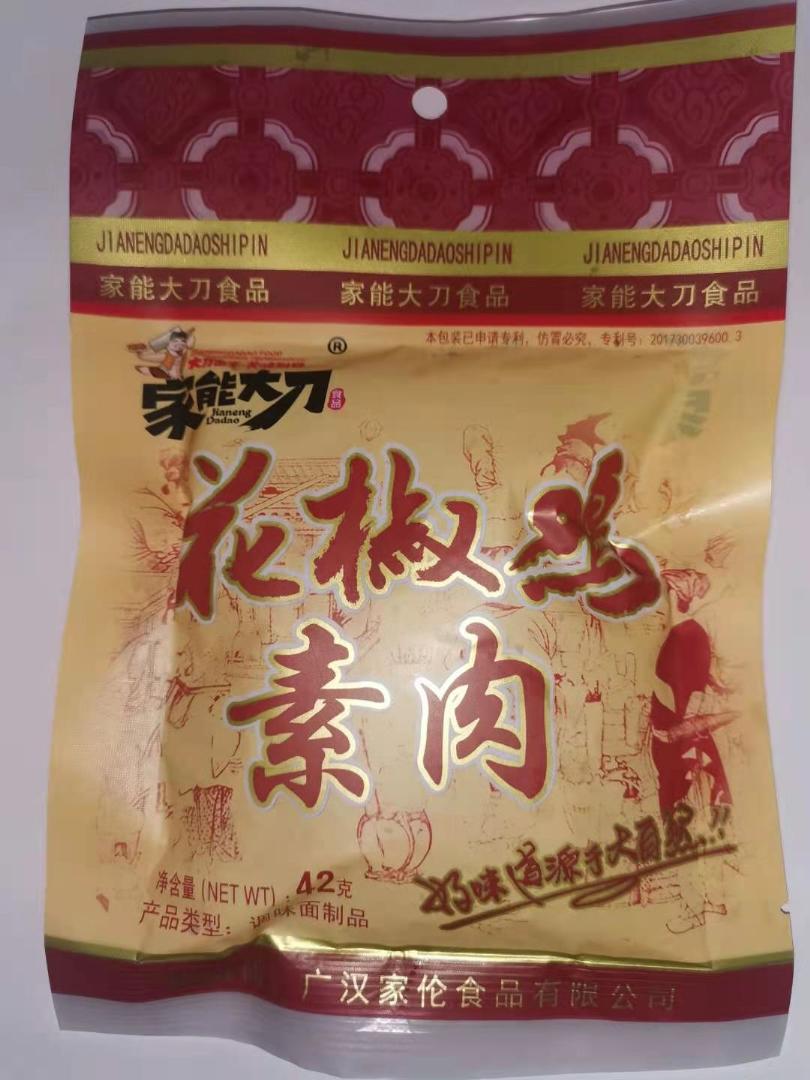 JIANENGDADAOSHIPIN JIANENGDADAOSHIPIN JIANENGDADAOSHIPIN
家能大刀食品 家能大刀食品 家能大刀食品
本包装已申请专利，仿冒必究，专利号：201730039600.3
家能大刀®
食品
Jianeng
Dadao
花椒鸡
素肉
好味道源于大自然!!
净含量(NET WT)：42克
产品类型：调味面制品
广汉家伦食品有限公司